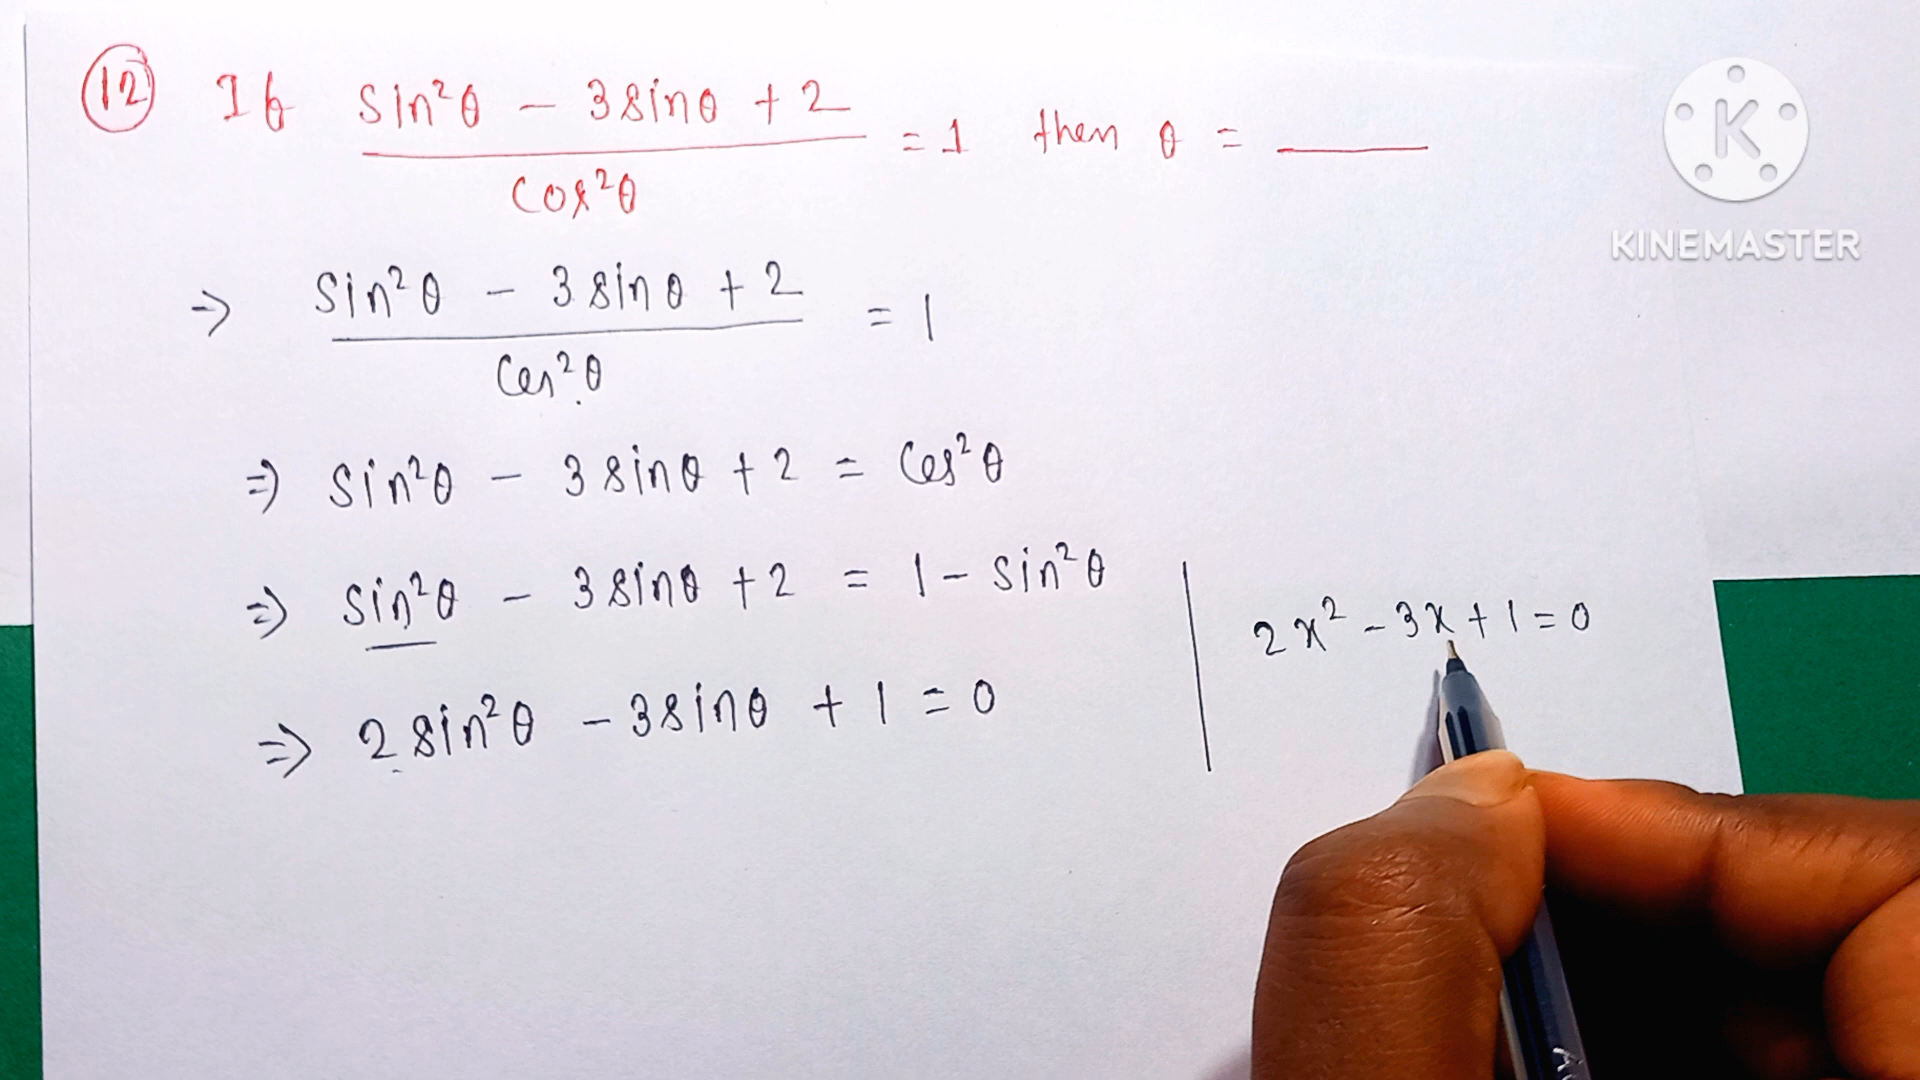 12 If sin²θ - 3sinθ + 2 / cos²θ = 1 then θ = ____
→ sin²θ - 3sinθ + 2 / cos²θ = 1
⇒ sin²θ - 3sinθ + 2 = cos²θ
⇒ sin²θ - 3sinθ + 2 = 1 - sin²θ
⇒ 2sin²θ - 3sinθ + 1 = 0
2x² - 3x + 1 = 0
K
KINEMASTER